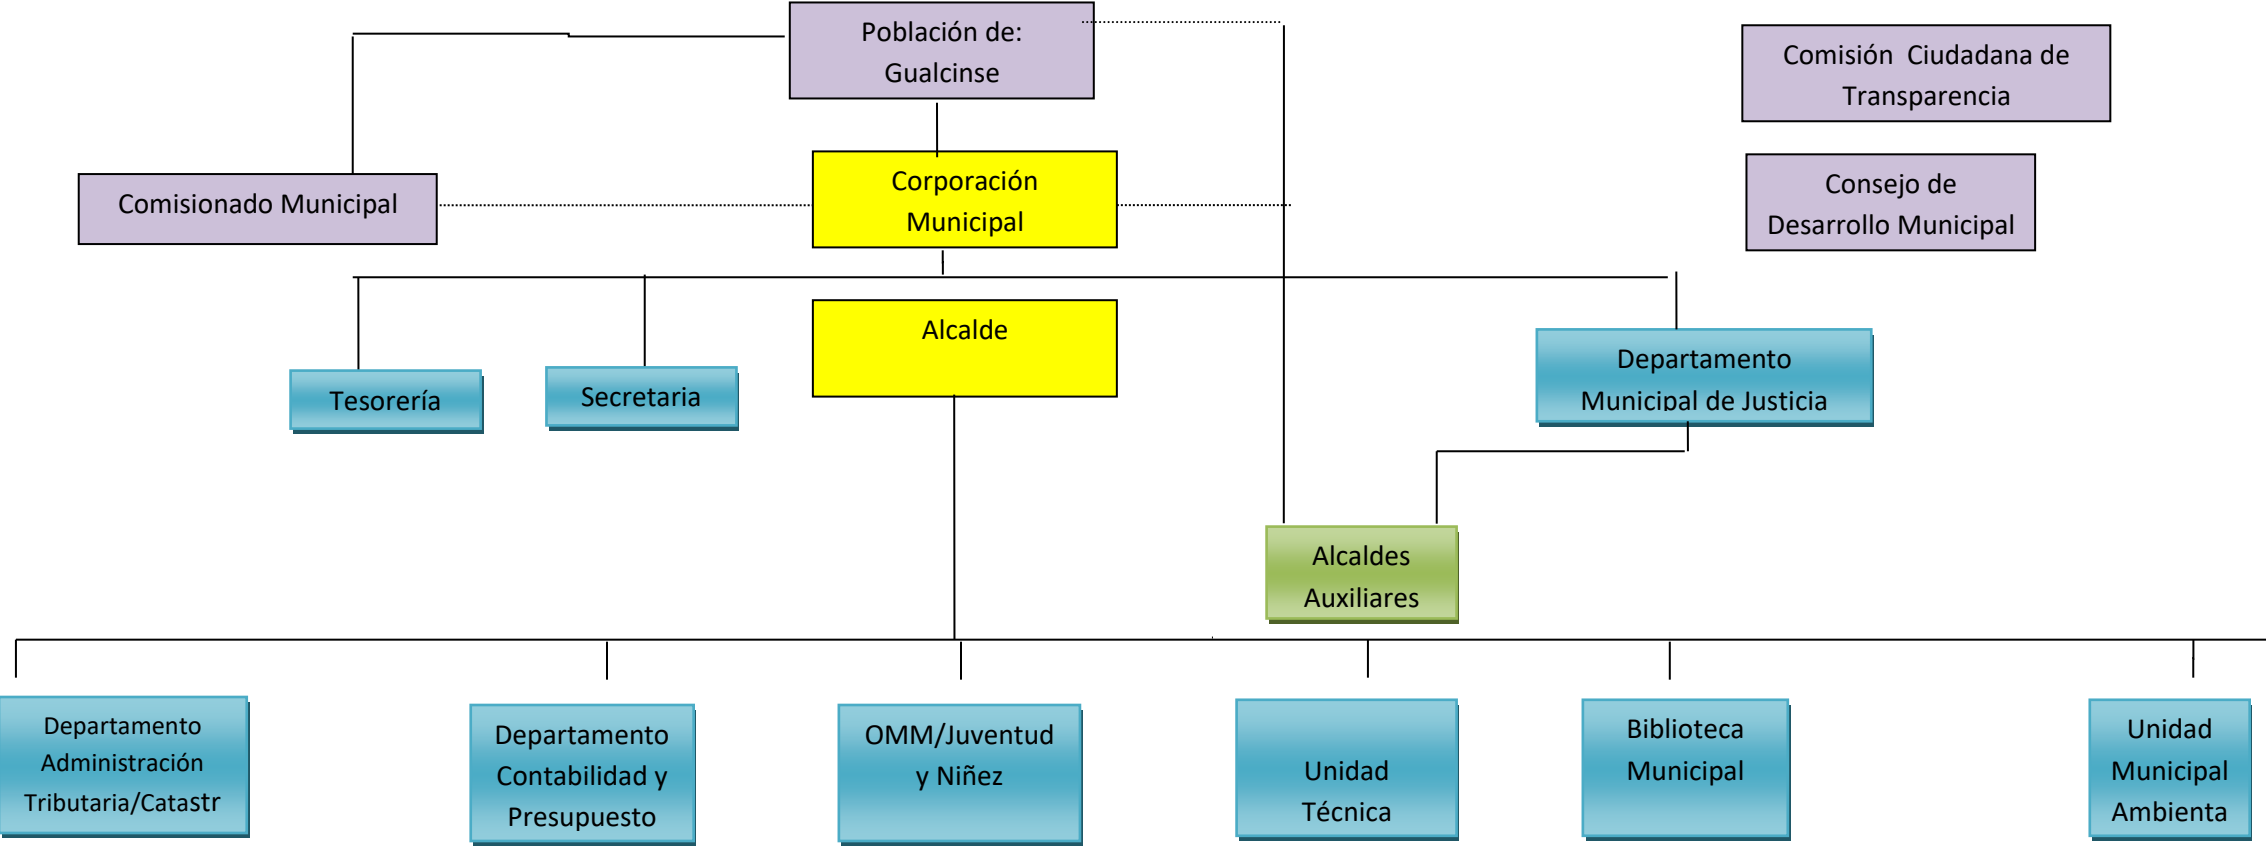 Población de:
Gualcinse
Comisión Ciudadana de
Transparencia
Comisionado Municipal
Corporación
Municipal
Consejo de
Desarrollo Municipal
Tesorería
Secretaria
Alcalde
Departamento
Municipal de Justicia
Alcaldes
Auxiliares
Departamento
Administración
Tributaria/Catastr
Departamento
Contabilidad y
Presupuesto
OMM/Juventud
y Niñez
Unidad
Técnica
Biblioteca
Municipal
Unidad
Municipal
Ambienta